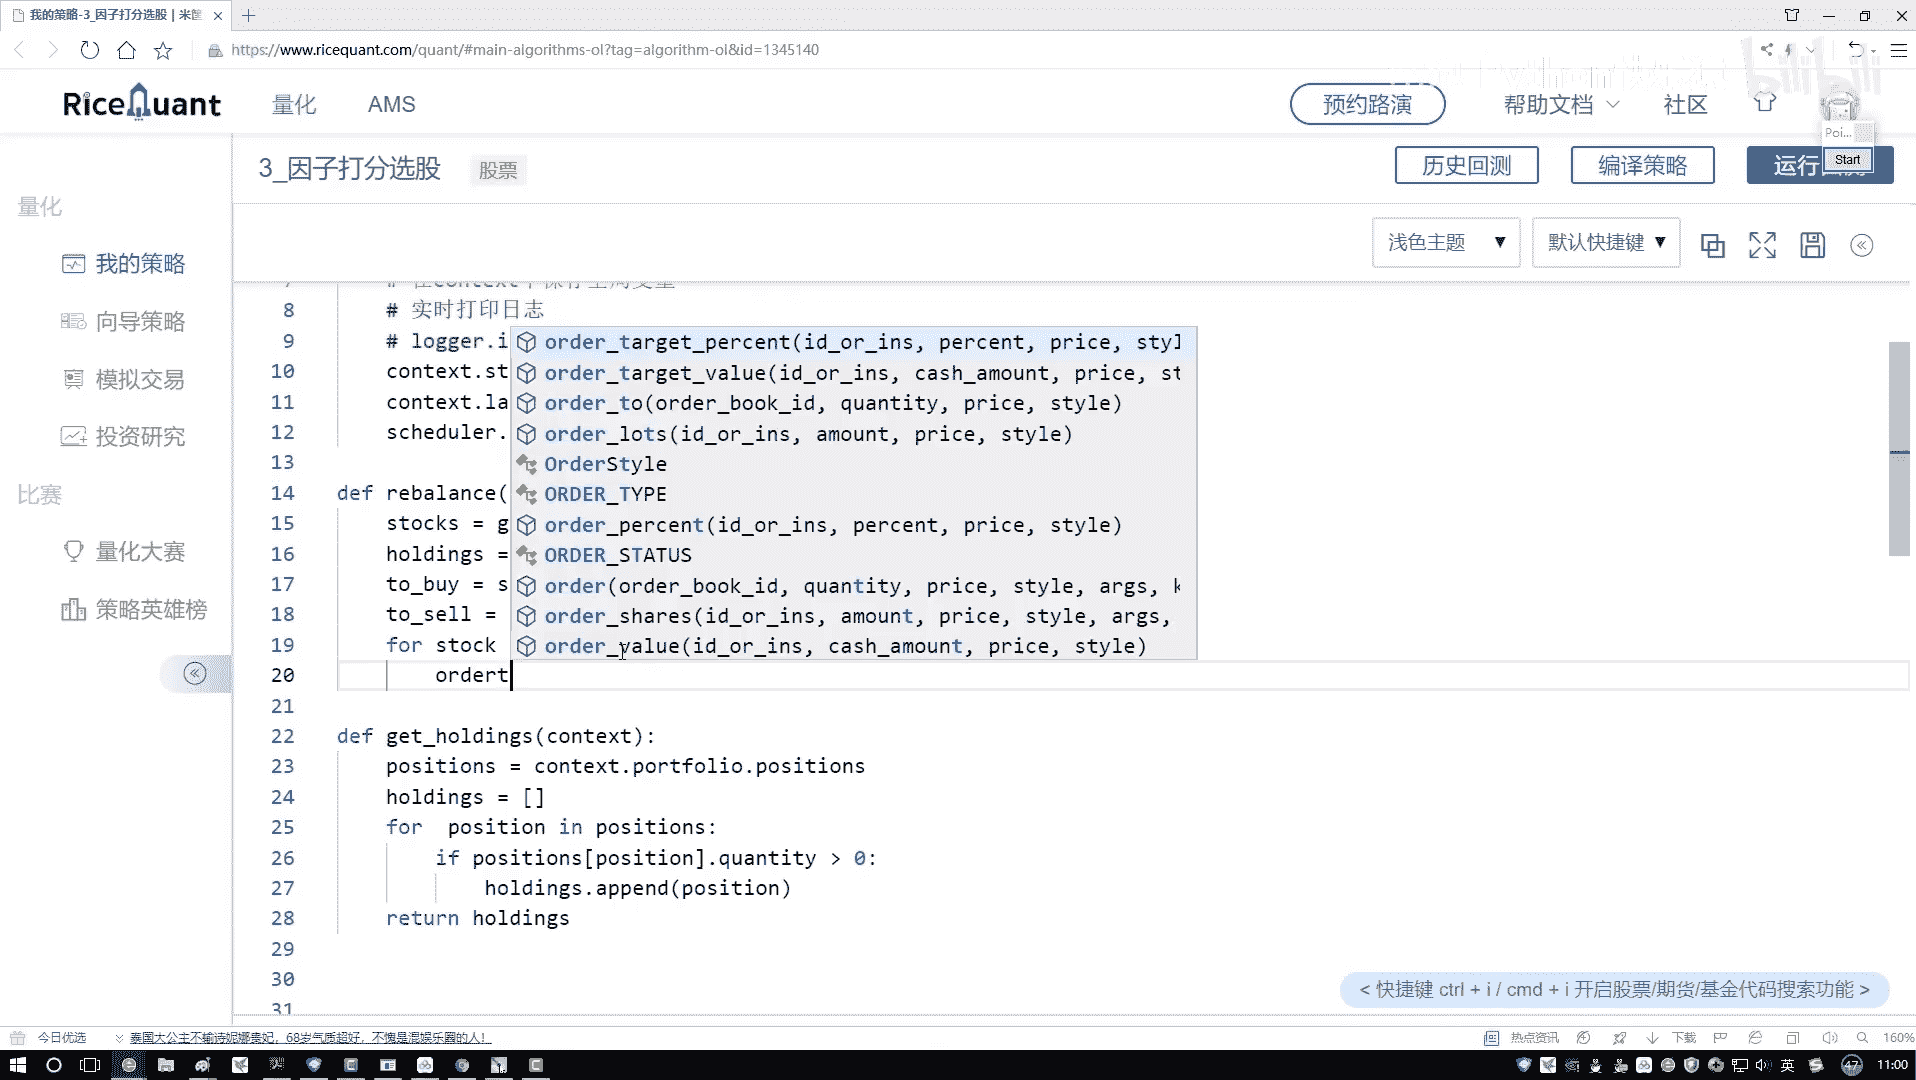 我的策略-3_因子打分选股 | 米筐
https://www.ricequant.com/quant/#main-algorithms-ol?tag=algorithm-ol&id=1345140
RiceQuant
量化
AMS
预约路演
帮助文档
社区
bilibili
Poi...
Start
3_因子打分选股
股票
历史回测
编译策略
运行
浅色主题 ▼
默认快捷键 ▼
量化
我的策略
向导策略
模拟交易
投资研究
比赛
量化大赛
策略英雄榜
8 # 实时打印日志
9 # logger.i
10 context.st
11 context.la
12 scheduler.
13
14 def rebalance(
15 stocks = g
16 holdings =
17 to_buy = s
18 to_sell =
19 for stock
20 ordert
order_target_percent(id_or_ins, percent, price, styl
order_target_value(id_or_ins, cash_amount, price, st
order_to(order_book_id, quantity, price, style)
order_lots(id_or_ins, amount, price, style)
OrderStyle
ORDER_TYPE
order_percent(id_or_ins, percent, price, style)
ORDER_STATUS
order(order_book_id, quantity, price, style, args, k
order_shares(id_or_ins, amount, price, style, args,
order_value(id_or_ins, cash_amount, price, style)
21
22 def get_holdings(context):
23 positions = context.portfolio.positions
24 holdings = []
25 for  position in positions:
26 if positions[position].quantity > 0:
27 holdings.append(position)
28 return holdings
29
30
31
< 快捷键 ctrl + i / cmd + i 开启股票/期货/基金代码搜索功能 >
今日优选
泰国大公主不输诗妮娜贵妃，68岁气质超好，不愧是混娱乐圈的人！
热点资讯
下载
160%
英
47
11:00